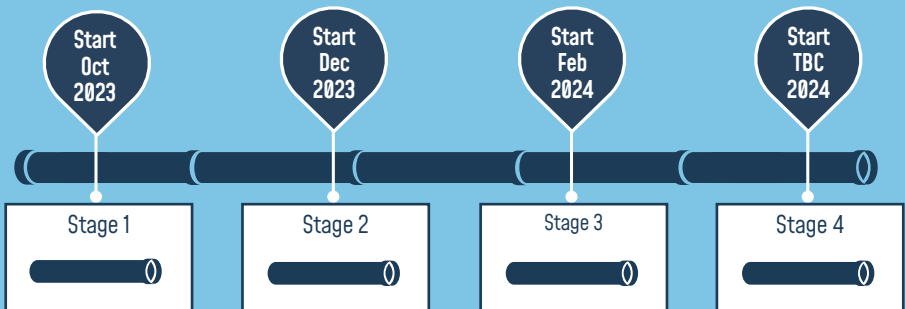 Start
Oct
2023
Start
Dec
2023
Start
Feb
2024
Start
TBC
2024
Stage 1
Stage 2
Stage 3
Stage 4